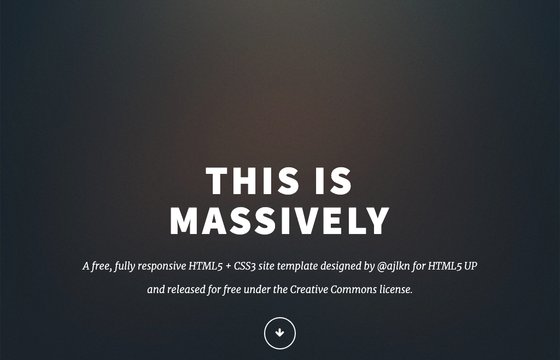 THIS IS
MASSIVELY
A free, fully responsive HTML5 + CSS3 site template designed by @ajlkn for HTML5 UP
and released for free under the Creative Commons license.